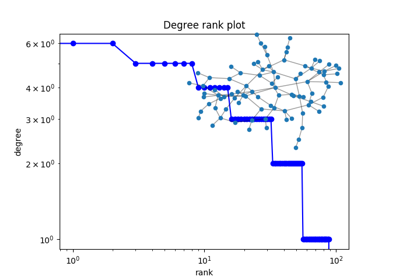 Degree rank plot
degree
6 × 10⁰
4 × 10⁰
3 × 10⁰
2 × 10⁰
10⁰
10⁰ 10¹ 10²
rank